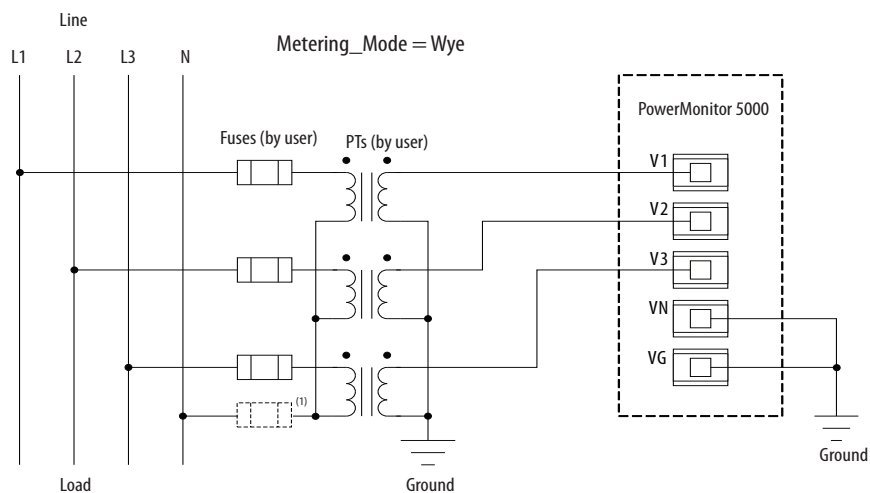 Line
Metering_Mode = Wye
L1 L2 L3 N
PowerMonitor 5000
Fuses (by user) PTs (by user)
V1
V2
V3
VN
VG
(1)
Ground
Load Ground